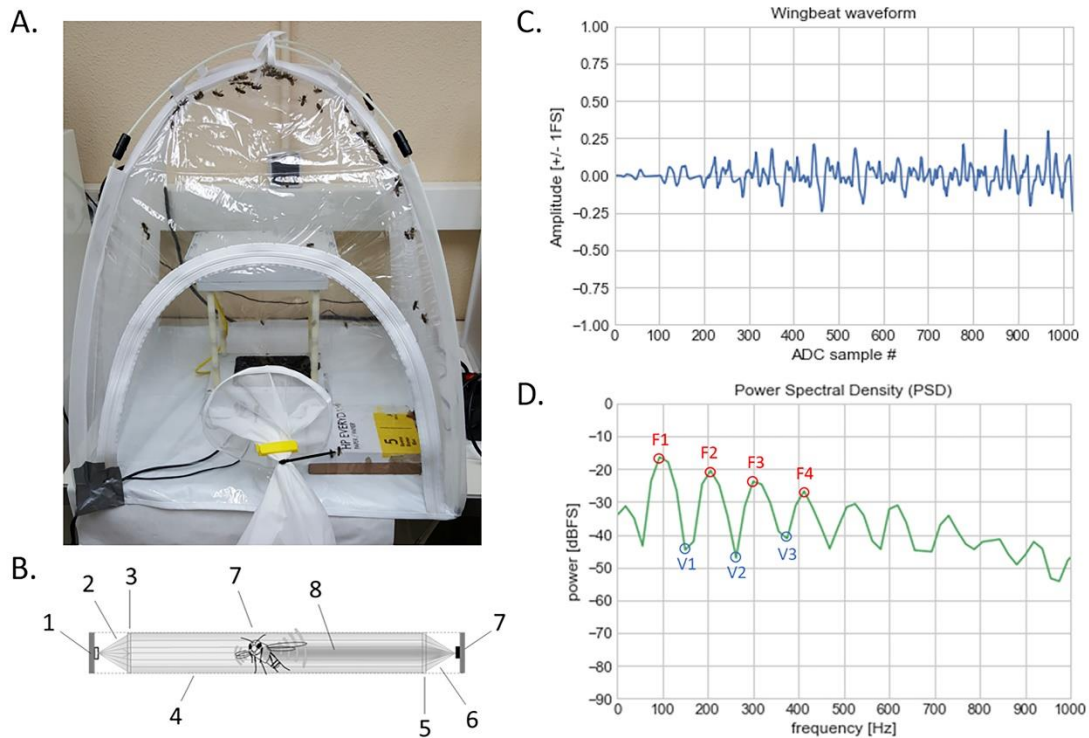 A.
HP EVERYD
5
B.
1
2
3
7
8
7
4
5
6
C.
Wingbeat waveform
Amplitude [+/- 1FS]
1.00
0.75
0.50
0.25
0.00
−0.25
−0.50
−0.75
−1.00
0 100 200 300 400 500 600 700 800 900 1000
ADC sample #
D.
Power Spectral Density (PSD)
power [dBFS]
0
−10
−20
−30
−40
−50
−60
−70
−80
−90
F1
F2
F3
F4
V1
V2
V3
0 100 200 300 400 500 600 700 800 900 1000
frequency [Hz]